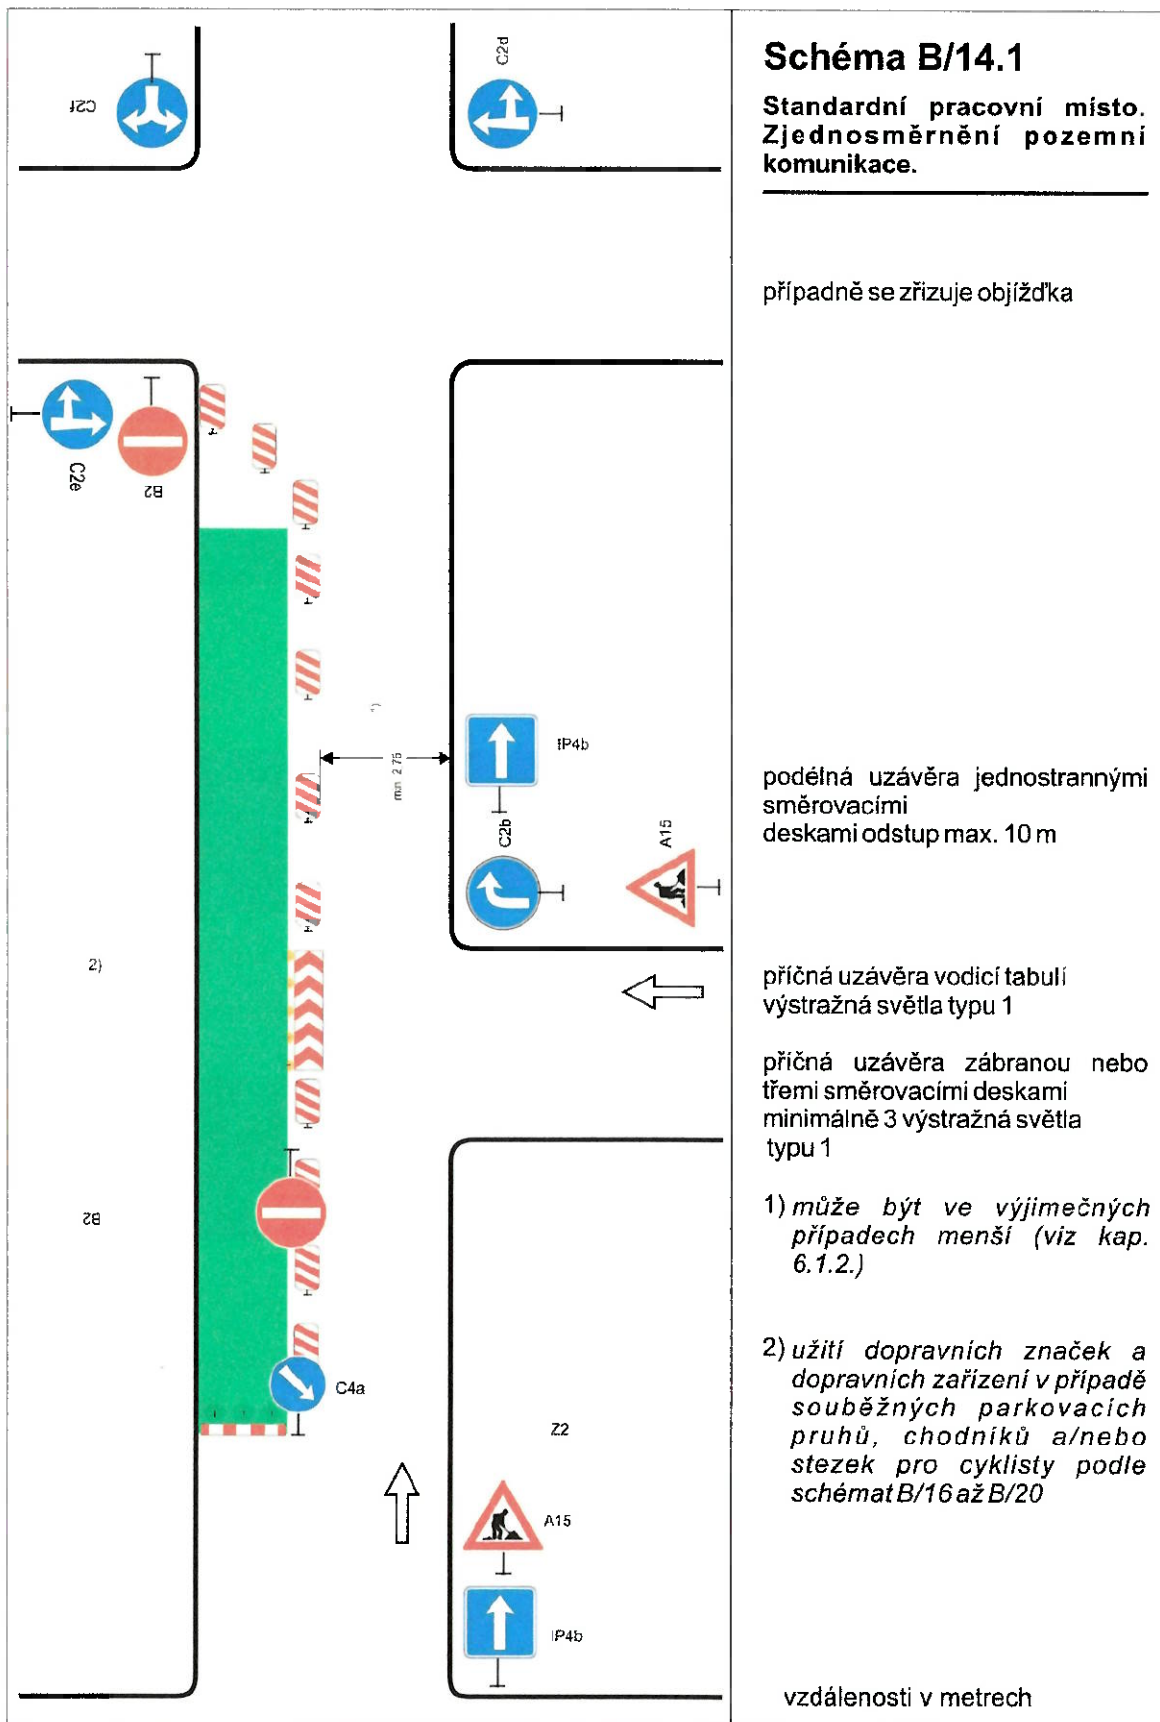 C2f
C2d
C2e
B2
1)
min. 2.75
IP4b
C2b
A15
2)
B2
C4a
Z2
A15
IP4b
Schéma B/14.1
Standardní pracovní místo.
Zjednosměrnění pozemní
komunikace.
případně se zřizuje objížďka
podélná uzávěra jednostrannými
směrovacími
deskami odstup max. 10 m
příčná uzávěra vodicí tabulí
výstražná světla typu 1
příčná uzávěra zábranou nebo
třemi směrovacími deskami
minimálně 3 výstražná světla
typu 1
1) může být ve výjimečných
případech menší (viz kap.
6.1.2.)
2) užití dopravních značek a
dopravních zařízení v případě
souběžných parkovacích
pruhů, chodníků a/nebo
stezek pro cyklisty podle
schémat B/16 až B/20
vzdálenosti v metrech